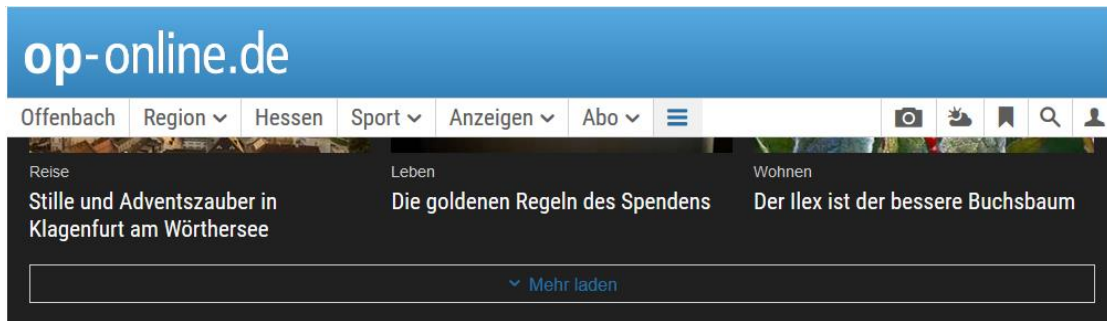 op-online.de
Offenbach Region Hessen Sport Anzeigen Abo
Reise
Stille und Adventszauber in
Klagenfurt am Wörthersee
Leben
Die goldenen Regeln des Spendens
Wohnen
Der Ilex ist der bessere Buchsbaum
Mehr laden